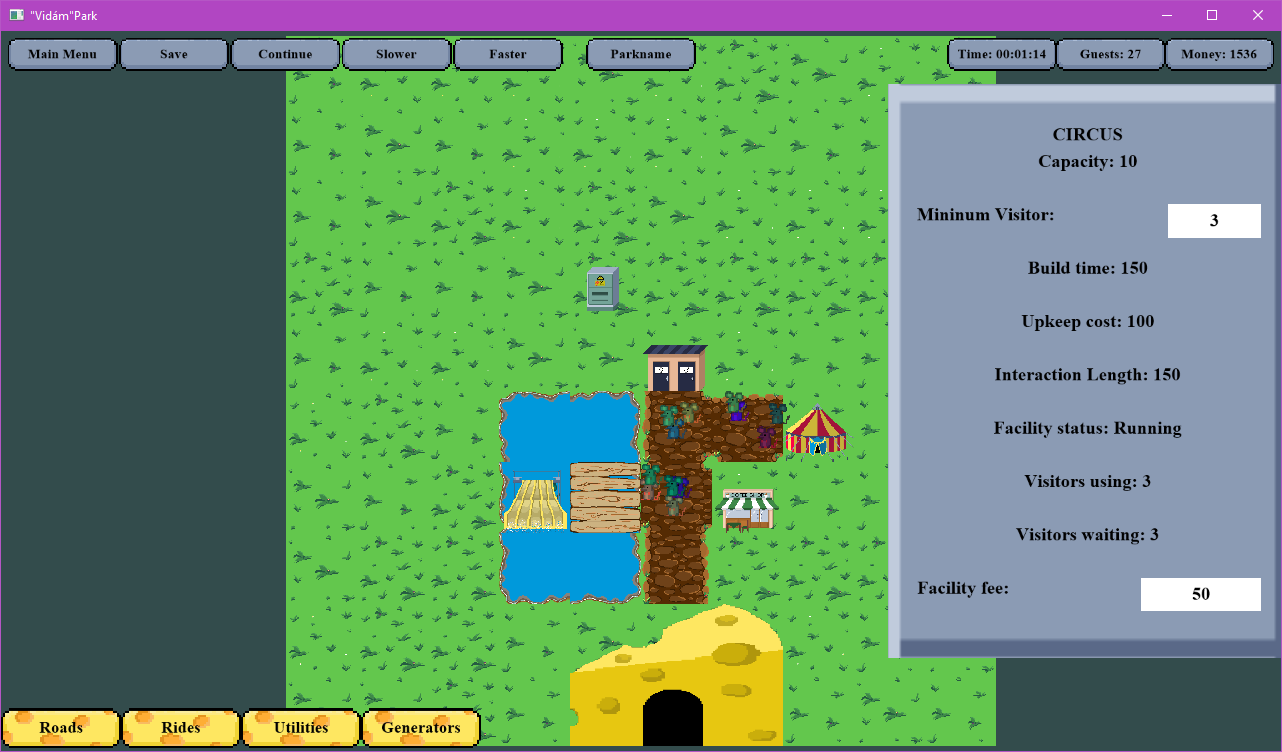 "Vidám"Park
Main Menu
Save
Continue
Slower
Faster
Parkname
Time: 00:01:14
Guests: 27
Money: 1536
CIRCUS
Capacity: 10
Mininum Visitor:
3
Build time: 150
Upkeep cost: 100
Interaction Length: 150
Facility status: Running
Visitors using: 3
Visitors waiting: 3
Facility fee:
50
Roads
Rides
Utilities
Generators